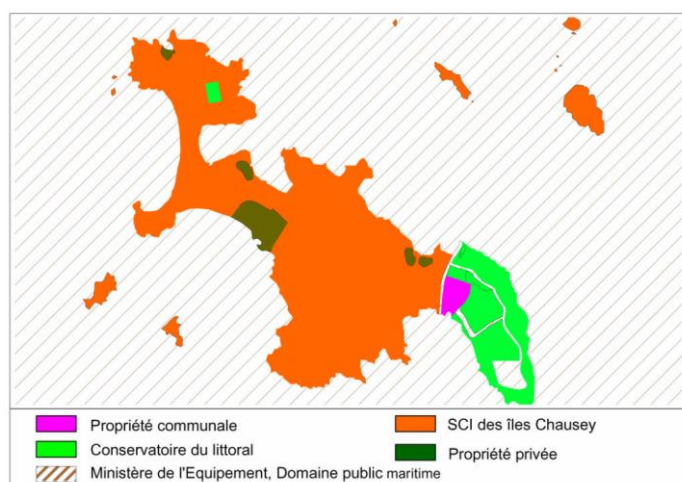 Propriété communale
SCI des îles Chausey
Conservatoire du littoral
Propriété privée
Ministère de l'Equipement, Domaine public maritime